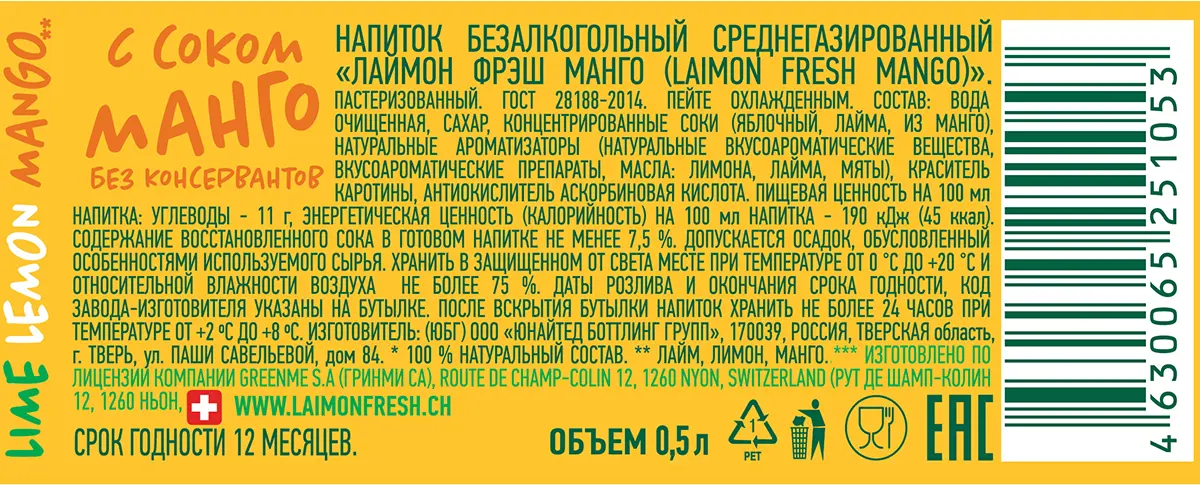 LIME LEMON MANGO**
С СОКОМ
МАНГО
БЕЗ КОНСЕРВАНТОВ
НАПИТОК БЕЗАЛКОГОЛЬНЫЙ СРЕДНЕГАЗИРОВАННЫЙ
«ЛАЙМОН ФРЭШ МАНГО (LAIMON FRESH MANGO)».
ПАСТЕРИЗОВАННЫЙ. ГОСТ 28188-2014. ПЕЙТЕ ОХЛАЖДЕННЫМ. СОСТАВ: ВОДА
ОЧИЩЕННАЯ, САХАР, КОНЦЕНТРИРОВАННЫЕ СОКИ (ЯБЛОЧНЫЙ, ЛАЙМА, ИЗ МАНГО),
НАТУРАЛЬНЫЕ АРОМАТИЗАТОРЫ (НАТУРАЛЬНЫЕ ВКУСОАРОМАТИЧЕСКИЕ ВЕЩЕСТВА,
ВКУСОАРОМАТИЧЕСКИЕ ПРЕПАРАТЫ, МАСЛА: ЛИМОНА, ЛАЙМА, МЯТЫ), КРАСИТЕЛЬ
КАРОТИНЫ, АНТИОКИСЛИТЕЛЬ АСКОРБИНОВАЯ КИСЛОТА. ПИЩЕВАЯ ЦЕННОСТЬ НА 100 мл
НАПИТКА: УГЛЕВОДЫ - 11 г, ЭНЕРГЕТИЧЕСКАЯ ЦЕННОСТЬ (КАЛОРИЙНОСТЬ) НА 100 мл НАПИТКА - 190 кДж (45 ккал).
СОДЕРЖАНИЕ ВОССТАНОВЛЕННОГО СОКА В ГОТОВОМ НАПИТКЕ НЕ МЕНЕЕ 7,5 %. ДОПУСКАЕТСЯ ОСАДОК, ОБУСЛОВЛЕННЫЙ
ОСОБЕННОСТЯМИ ИСПОЛЬЗУЕМОГО СЫРЬЯ. ХРАНИТЬ В ЗАЩИЩЕННОМ ОТ СВЕТА МЕСТЕ ПРИ ТЕМПЕРАТУРЕ ОТ 0 °С ДО +20 °С И
ОТНОСИТЕЛЬНОЙ ВЛАЖНОСТИ ВОЗДУХА НЕ БОЛЕЕ 75 %. ДАТЫ РОЗЛИВА И ОКОНЧАНИЯ СРОКА ГОДНОСТИ, КОД
ЗАВОДА-ИЗГОТОВИТЕЛЯ УКАЗАНЫ НА БУТЫЛКЕ. ПОСЛЕ ВСКРЫТИЯ БУТЫЛКИ НАПИТОК ХРАНИТЬ НЕ БОЛЕЕ 24 ЧАСОВ ПРИ
ТЕМПЕРАТУРЕ ОТ +2 ºС ДО +8 ºС. ИЗГОТОВИТЕЛЬ: (ЮБГ) ООО «ЮНАЙТЕД БОТТЛИНГ ГРУПП», 170039, РОССИЯ, ТВЕРСКАЯ область,
г. ТВЕРЬ, ул. ПАШИ САВЕЛЬЕВОЙ, дом 84. * 100 % НАТУРАЛЬНЫЙ СОСТАВ. ** ЛАЙМ, ЛИМОН, МАНГО. *** ИЗГОТОВЛЕНО ПО
ЛИЦЕНЗИИ КОМПАНИИ GREENME S.A (ГРИНМИ СА), ROUTE DE CHAMP-COLIN 12, 1260 NYON, SWITZERLAND (РУТ ДЕ ШАМП-КОЛИН
12, 1260 НЬОН, WWW.LAIMONFRESH.CH
СРОК ГОДНОСТИ 12 МЕСЯЦЕВ.
ОБЪЕМ 0,5 л
1
PET
EAC
4 630065 251053